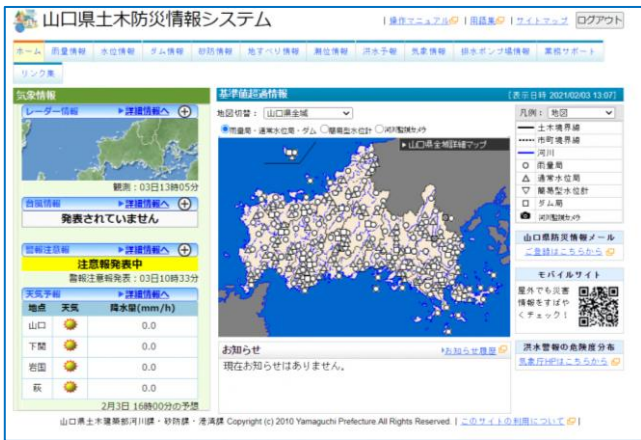 山口県土木防災情報システム
操作マニュアル | 用語集 | サイトマップ ログアウト
ホーム 雨量情報 水位情報 ダム情報 砂防情報 地すべり情報 潮位情報 洪水予報 気象情報 排水ポンプ場情報 業務サポート
リンク集
気象情報
レーダー情報 ▶詳細情報へ
観測:03日13時05分
台風情報 ▶詳細情報へ
発表されていません
警報注意報 ▶詳細情報へ
注意報発表中
警報注意報発表:03日10時33分
天気予報 ▶詳細情報へ
地点 天気 降水量(mm/h)
山口 0.0
下関 0.0
岩国 0.0
萩 0.0
2月3日 16時00分の予想
基準値超過情報 [表示日時 2021/02/03 13:07]
地図切替: 山口県全域
雨量局・通常水位局・ダム 簡易型水位計 河川監視カメラ
▶山口県全域詳細マップ
お知らせ お知らせ履歴
現在お知らせはありません。
凡例: 地図
土木境界線
市町境界線
河川
雨量局
通常水位局
簡易型水位計
ダム局
河川監視カメラ
山口県防災情報メール
ご登録はこちらから
モバイルサイト
屋外でも災害
情報をすばや
くチェック!
洪水警報の危険度分布
気象庁HPはこちらから
山口県土木建築部河川課・砂防課・港湾課 Copyright (c) 2010 Yamaguchi Prefecture.All Rights Reserved. | このサイトの利用について |